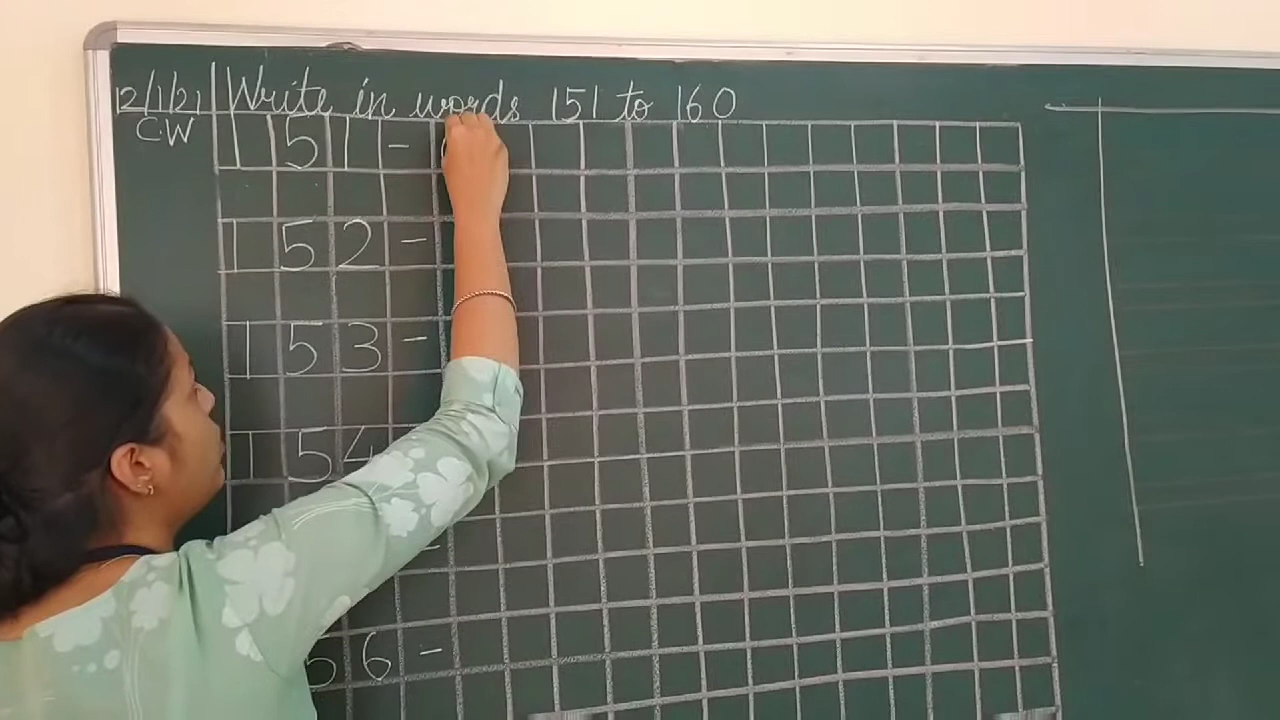 12/1/21 Write in words 151 to 160
C.W 151 -
152 -
153 -
154
-
56 -